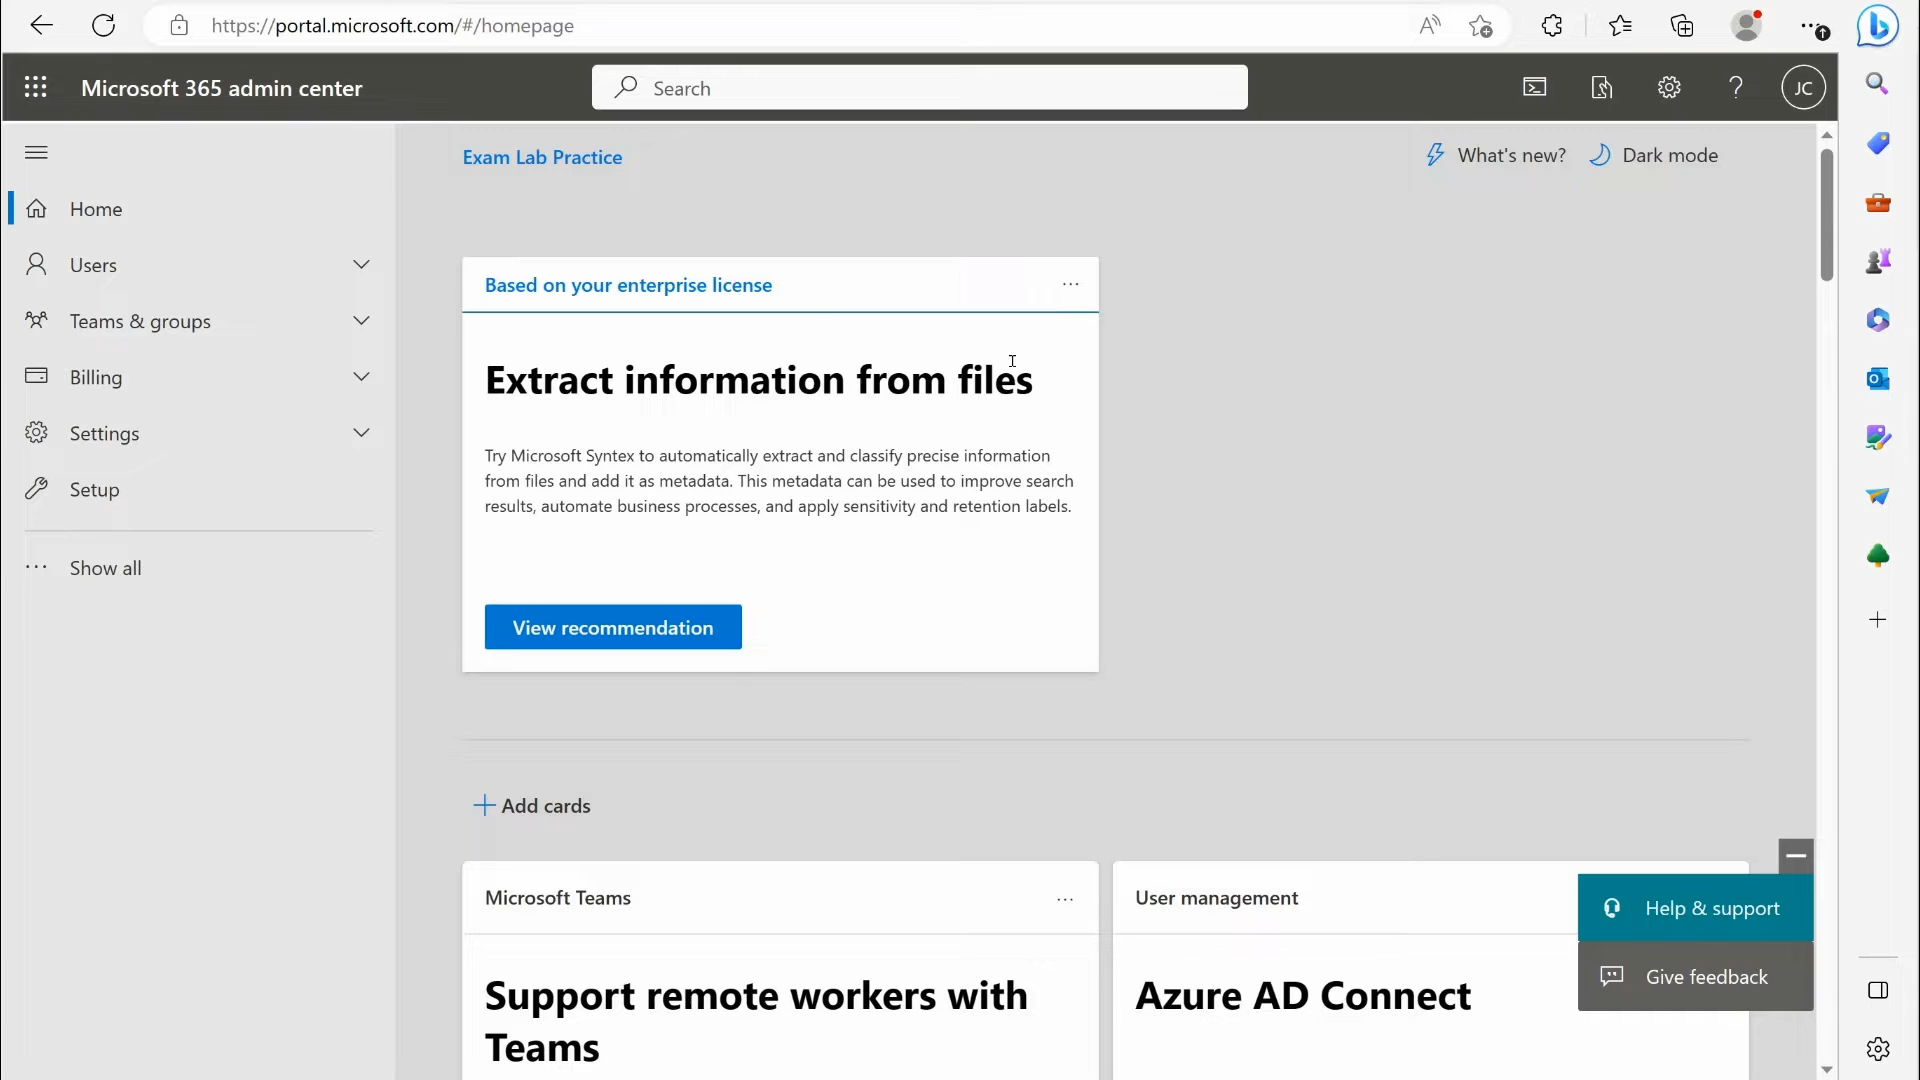 https://portal.microsoft.com/#/homepage
Microsoft 365 admin center
Search
JC
Exam Lab Practice
What's new?
Dark mode
Home
Users
Teams & groups
Billing
Settings
Setup
Show all
Based on your enterprise license
Extract information from files
Try Microsoft Syntex to automatically extract and classify precise information
from files and add it as metadata. This metadata can be used to improve search
results, automate business processes, and apply sensitivity and retention labels.
View recommendation
Add cards
Microsoft Teams
Support remote workers with
Teams
User management
Azure AD Connect
Help & support
Give feedback